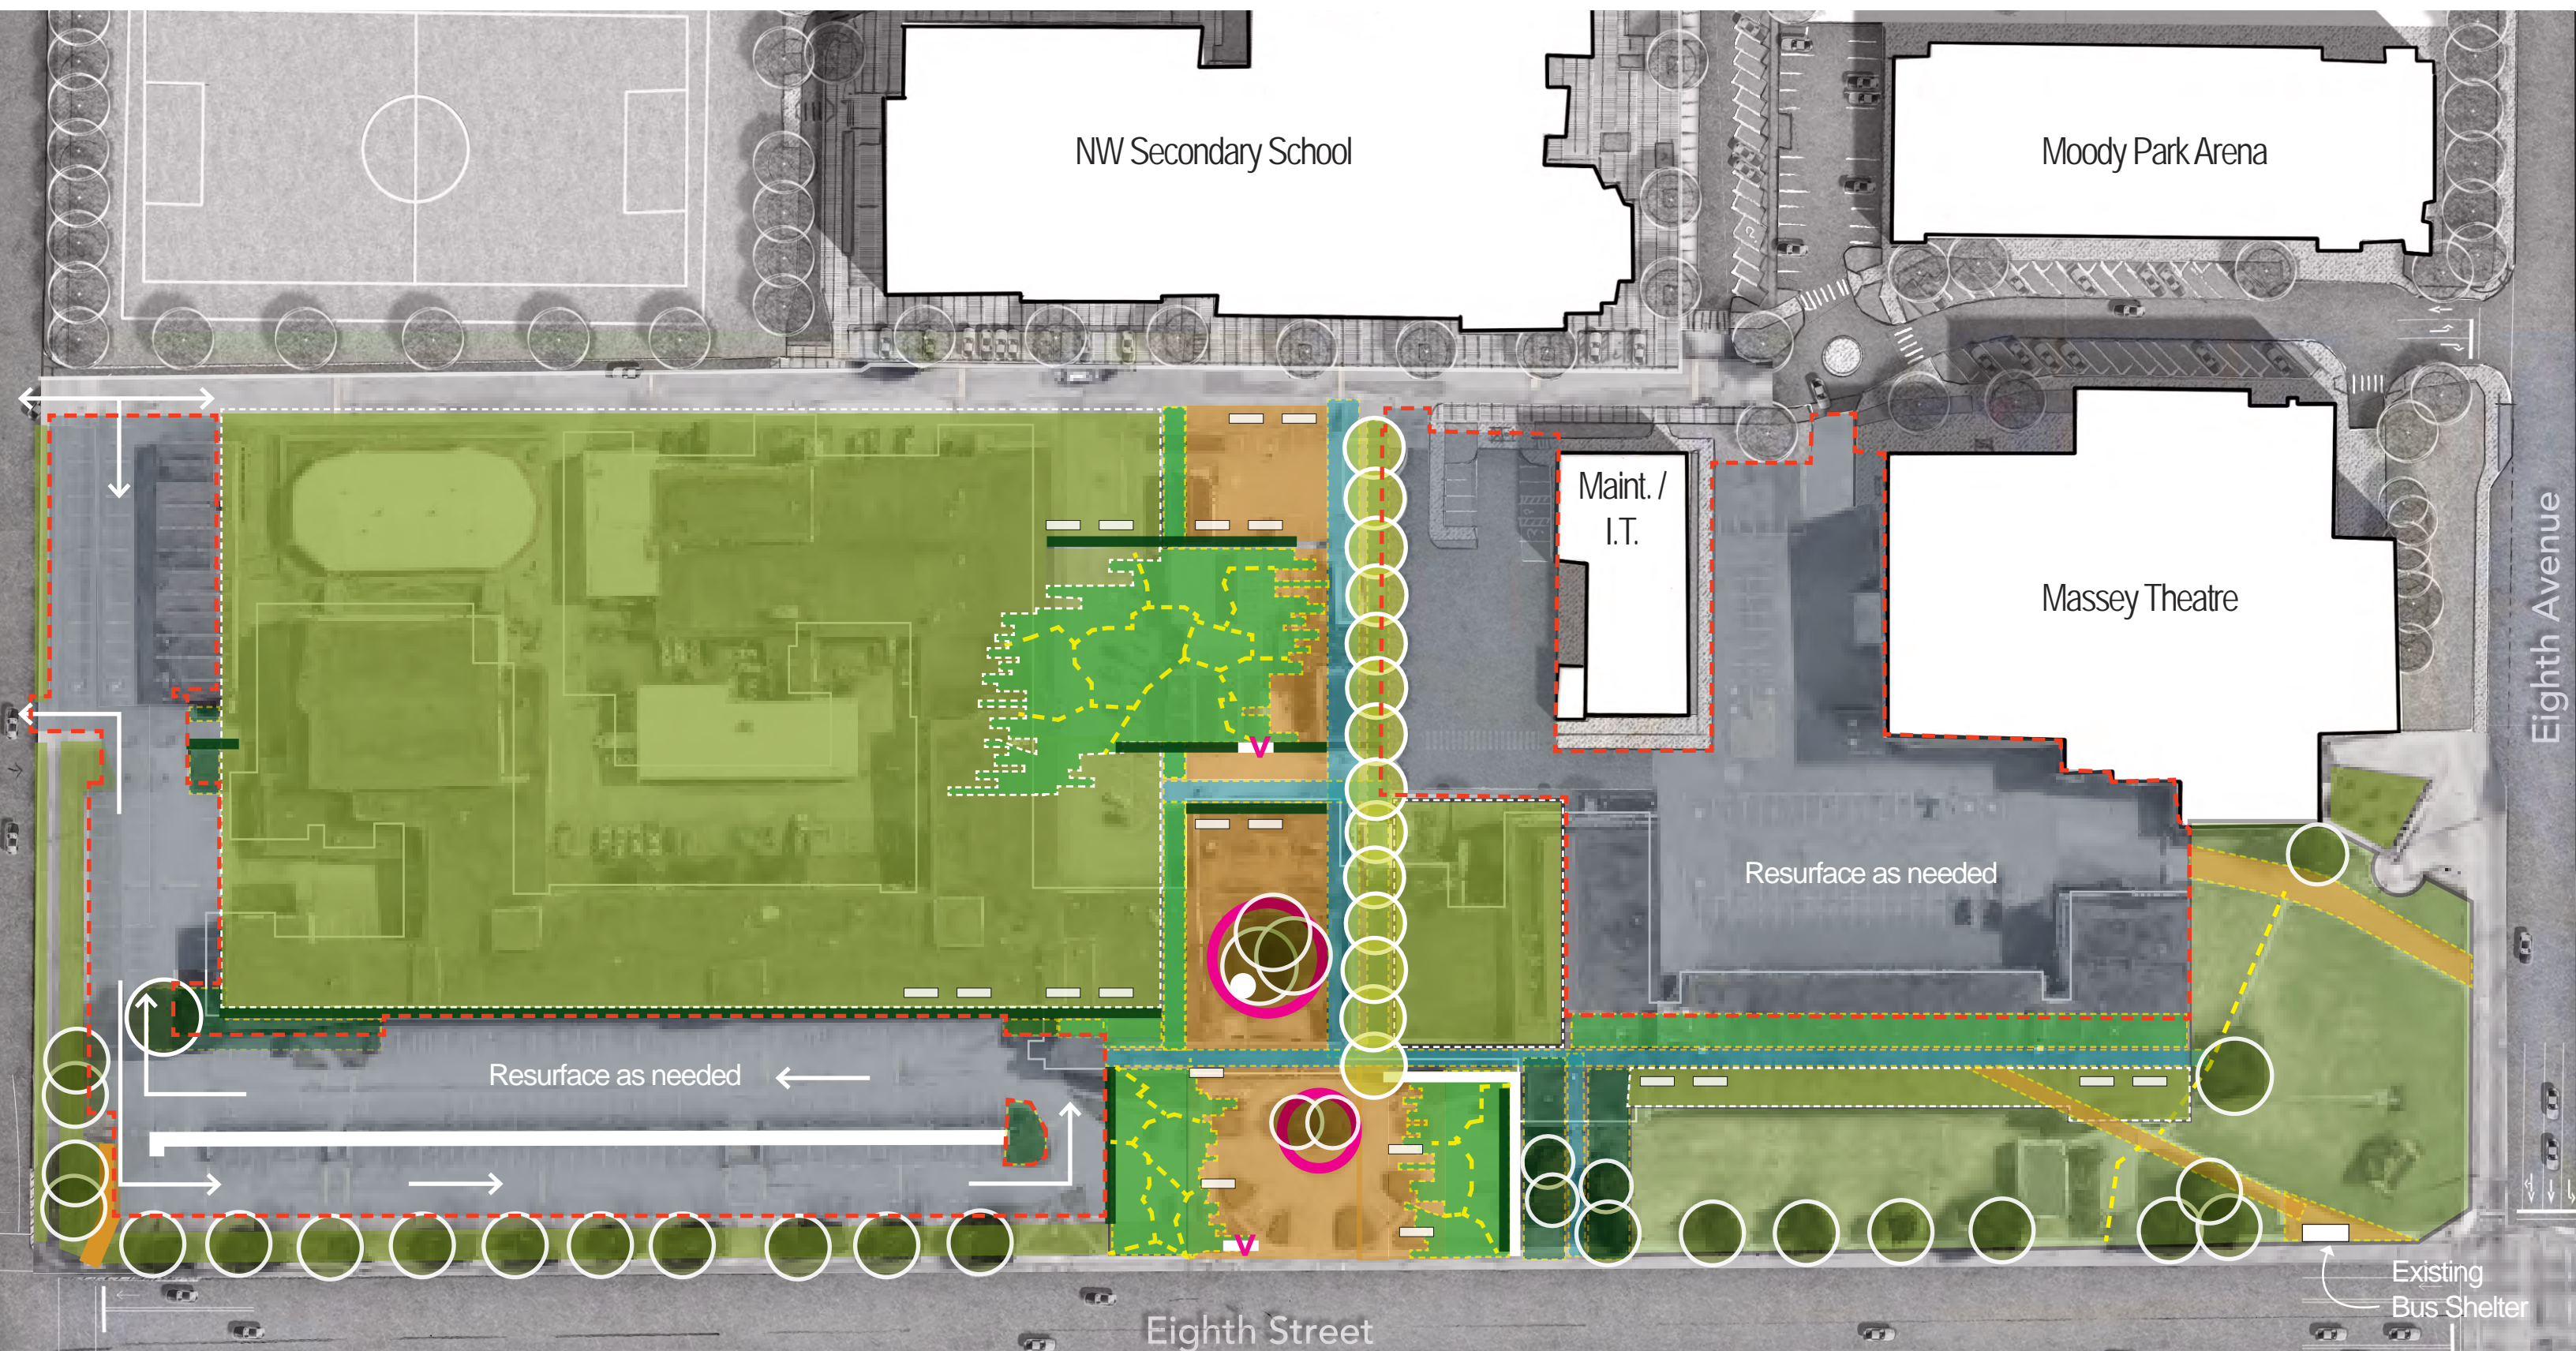 NW Secondary School
Moody Park Arena
Maint. /
I.T.
Massey Theatre
Eighth Avenue
Resurface as needed
Resurface as needed
V
V
Existing
Bus Shelter
Eighth Street